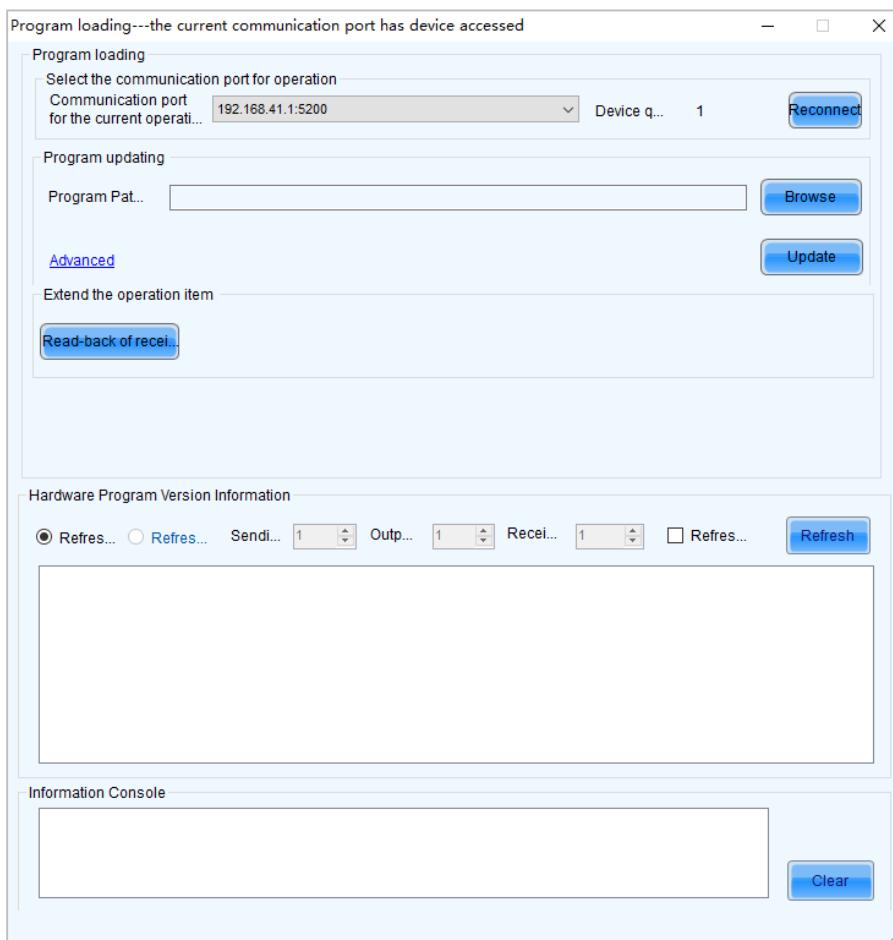 Program loading---the current communication port has device accessed
Program loading
Select the communication port for operation
Communication port
for the current operati...
192.168.41.1:5200
Device q...
1
Reconnect
Program updating
Program Pat...
Browse
Advanced
Update
Extend the operation item
Read-back of recei...
Hardware Program Version Information
Refres...
Refres...
Sendi...
1
Outp...
1
Recei...
1
Refres...
Refresh
Information Console
Clear